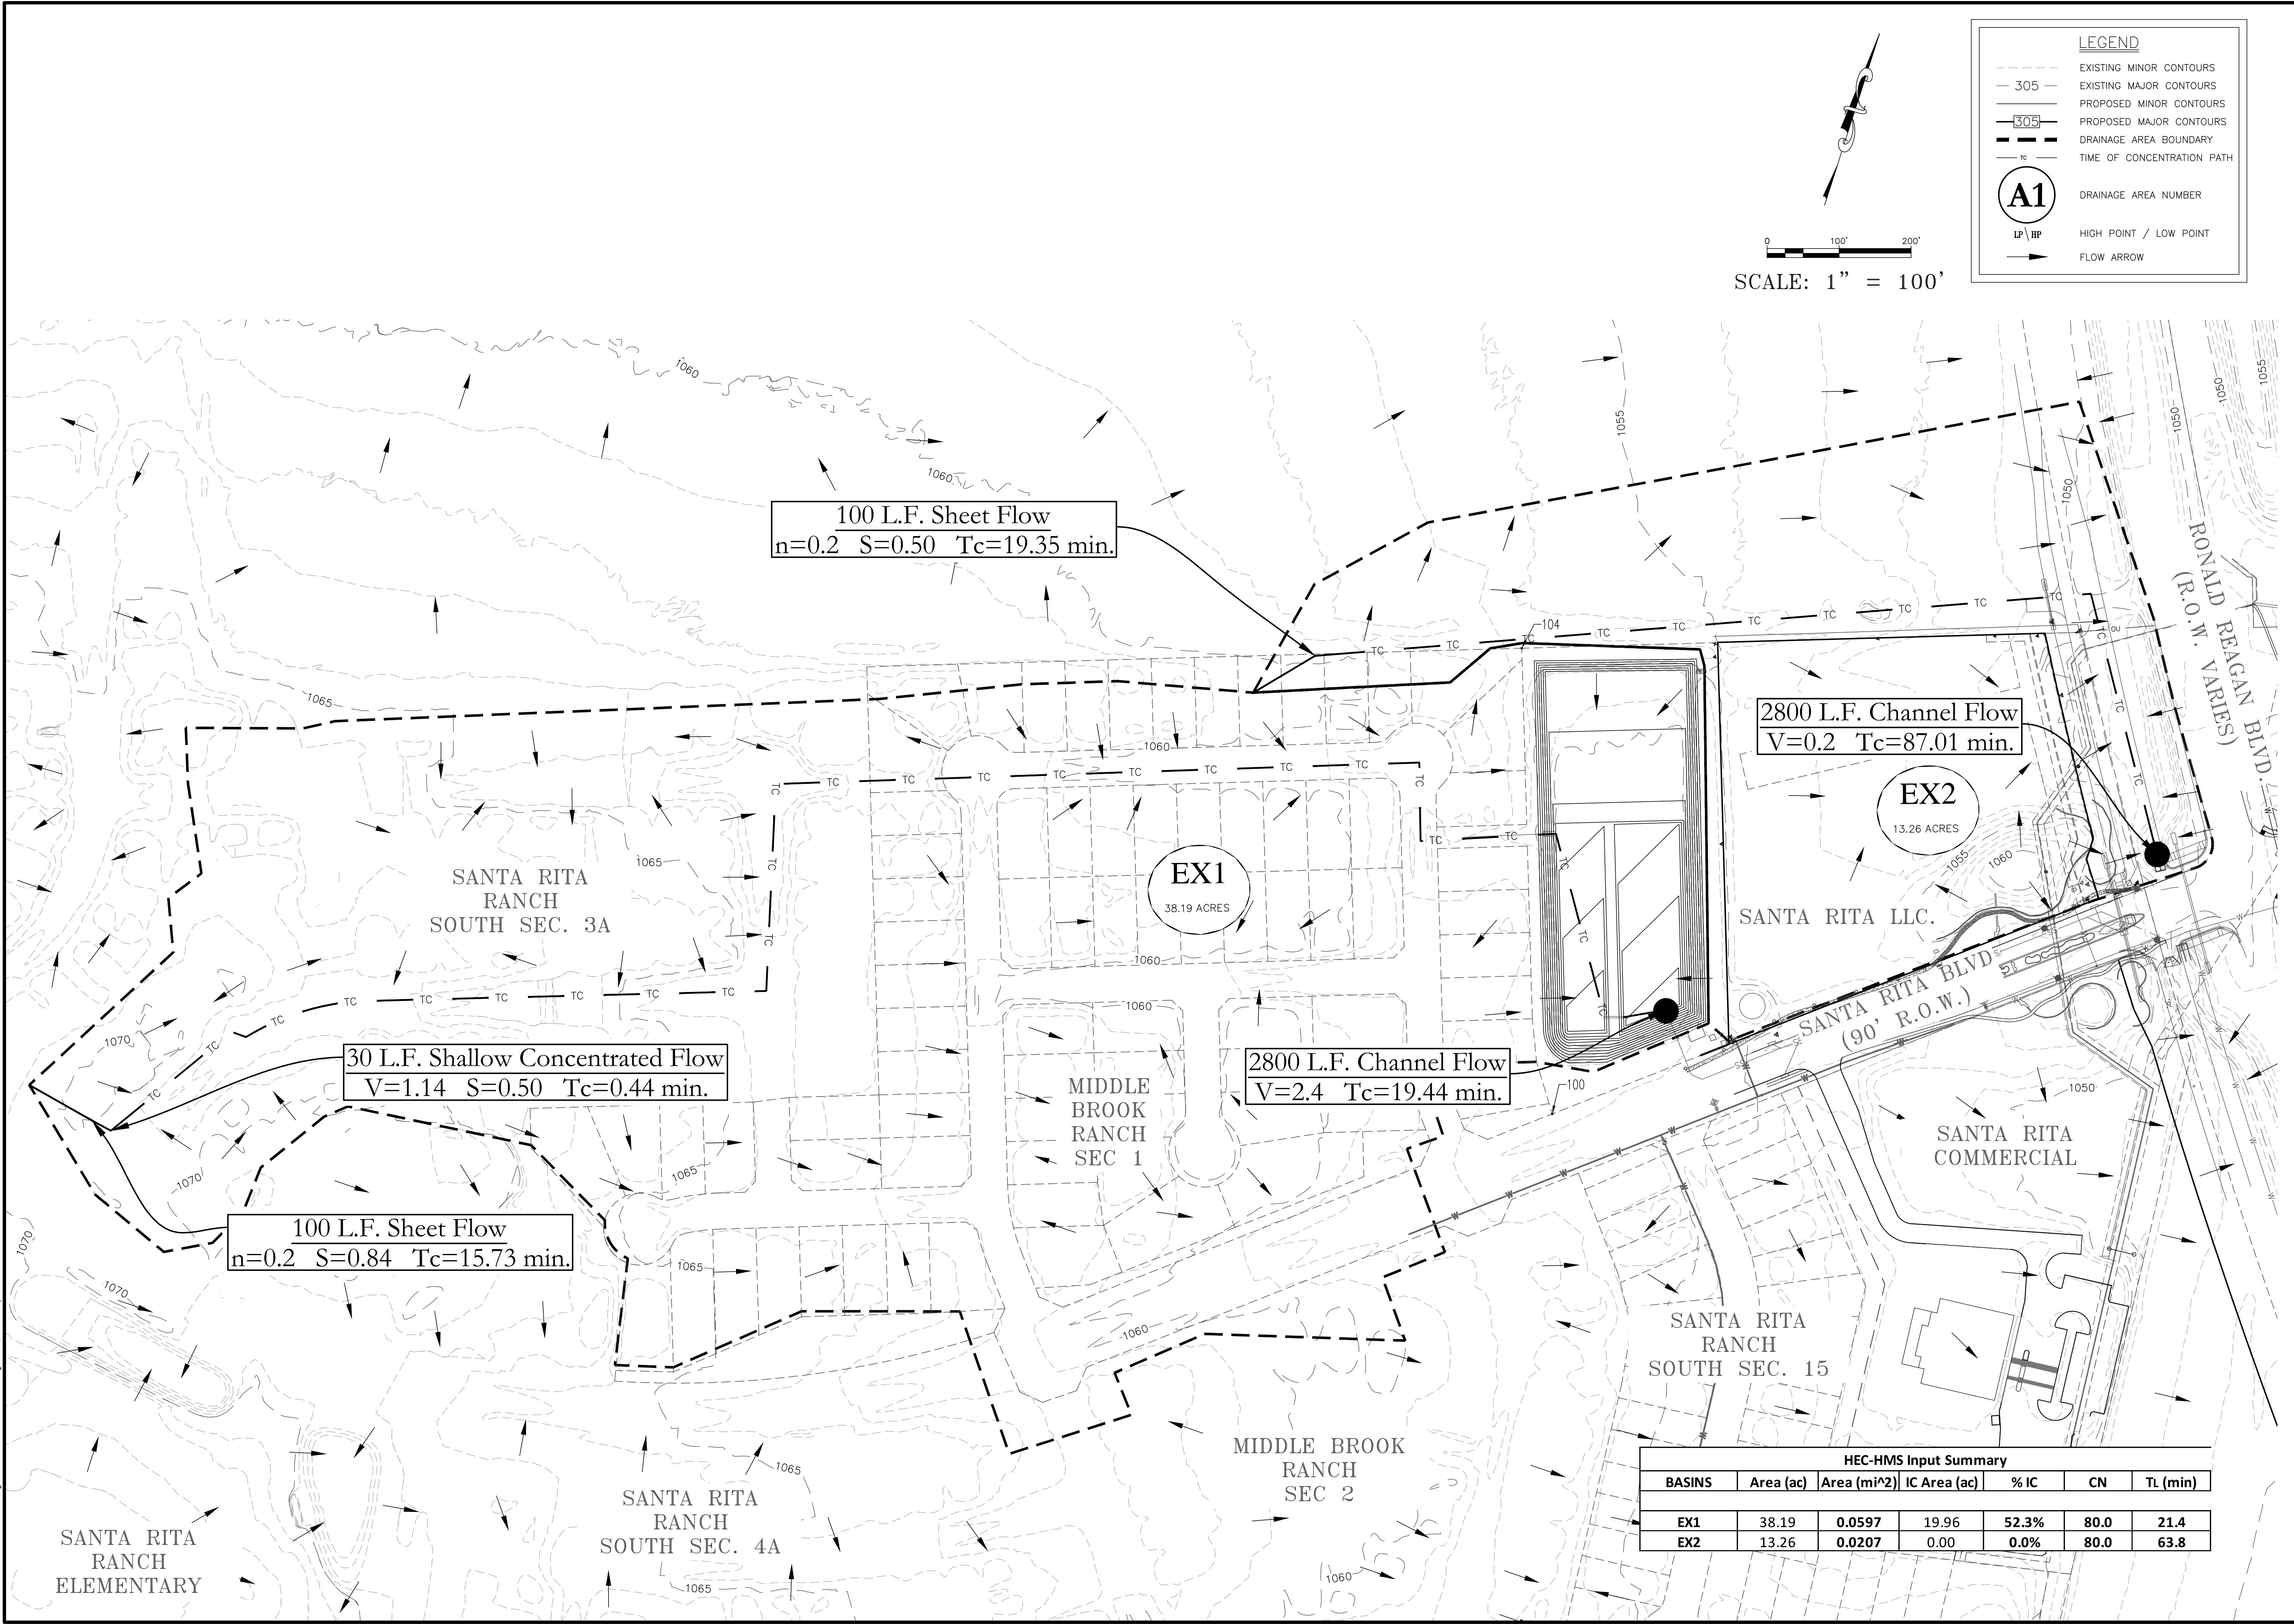 LEGEND
EXISTING MINOR CONTOURS
305 EXISTING MAJOR CONTOURS
PROPOSED MINOR CONTOURS
305 PROPOSED MAJOR CONTOURS
DRAINAGE AREA BOUNDARY
TC TIME OF CONCENTRATION PATH
A1 DRAINAGE AREA NUMBER
LP\HP HIGH POINT / LOW POINT
FLOW ARROW
0 100' 200'
SCALE: 1" = 100'
1060
1060
1055
1050
1050
1050
1055
100 L.F. Sheet Flow
n=0.2 S=0.50 Tc=19.35 min.
RONALD REAGAN BLVD.
(R.O.W. VARIES)
104
OU
1065
1060
2800 L.F. Channel Flow
V=0.2 Tc=87.01 min.
EX2
13.26 ACRES
1055
1060
1065
EX1
38.19 ACRES
SANTA RITA
RANCH
SOUTH SEC. 3A
SANTA RITA LLC.
1060
SANTA RITA BLVD
(90' R.O.W.)
1060
1070
30 L.F. Shallow Concentrated Flow
V=1.14 S=0.50 Tc=0.44 min.
2800 L.F. Channel Flow
V=2.4 Tc=19.44 min.
100
1050
MIDDLE
BROOK
RANCH
SEC 1
SANTA RITA
COMMERCIAL
1070
1065
100 L.F. Sheet Flow
n=0.2 S=0.84 Tc=15.73 min.
1070
1065
1070
1060
SANTA RITA
RANCH
SOUTH SEC. 15
MIDDLE BROOK
RANCH
SEC 2
1065
SANTA RITA
RANCH
SOUTH SEC. 4A
SANTA RITA
RANCH
ELEMENTARY
1065
1060
HEC-HMS Input Summary
BASINS Area (ac) Area (mi^2) IC Area (ac) % IC CN TL (min)
EX1 38.19 0.0597 19.96 52.3% 80.0 21.4
EX2 13.26 0.0207 0.00 0.0% 80.0 63.8